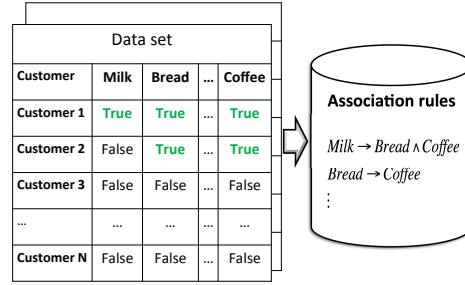 Data set
Customer Milk Bread ... Coffee
Customer 1 True True ... True
Customer 2 False True ... True
Customer 3 False False ... False
... ... ... ... ...
Customer N False False ... False
Association rules
Milk → Bread ∧ Coffee
Bread → Coffee
⋮